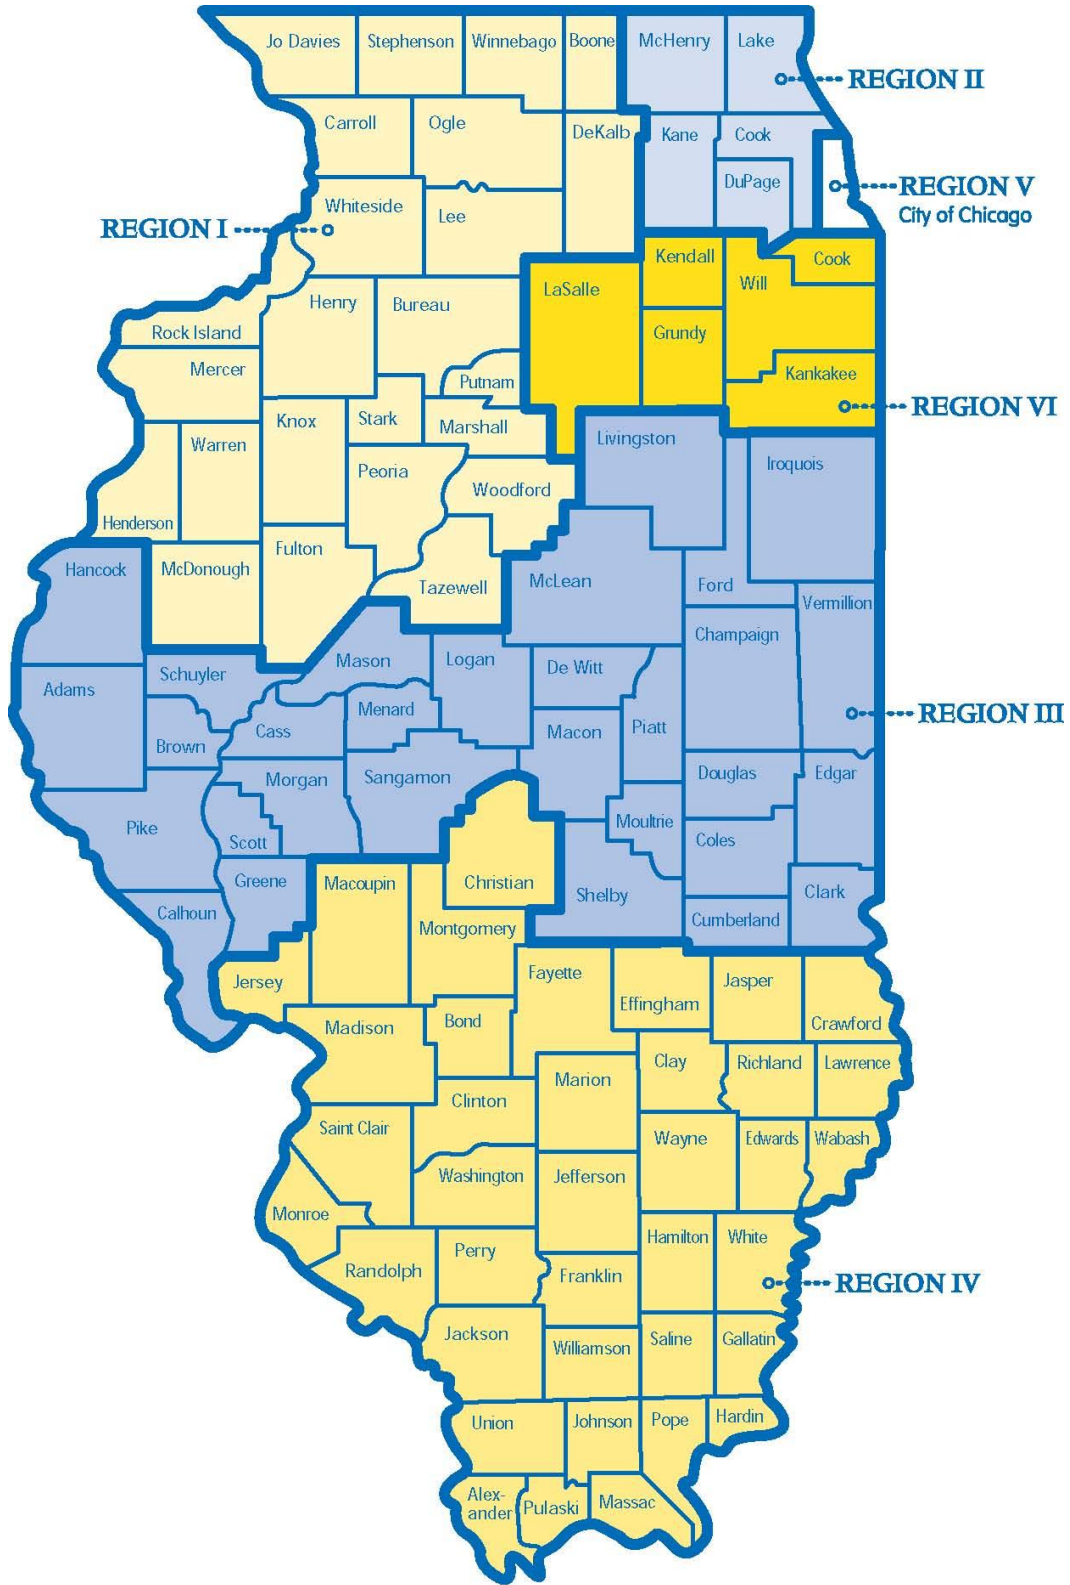 Jo Davies
Stephenson
Winnebago
Boone
McHenry
Lake
REGION II
Carroll
Ogle
DeKalb
Kane
Cook
DuPage
REGION V
City of Chicago
Whiteside
Lee
REGION I
Kendall
Cook
LaSalle
Will
Henry
Bureau
Rock Island
Grundy
Mercer
Putnam
Kankakee
REGION VI
Knox
Stark
Marshall
Livingston
Warren
Peoria
Iroquois
Woodford
Henderson
Fulton
Hancock
McDonough
Tazewell
McLean
Ford
Vermillion
Champaign
Mason
Logan
De Witt
Schuyler
Adams
Menard
REGION III
Cass
Macon
Piatt
Brown
Morgan
Sangamon
Douglas
Edgar
Pike
Scott
Moultrie
Coles
Greene
Macoupin
Christian
Shelby
Clark
Calhoun
Cumberland
Montgomery
Jersey
Fayette
Effingham
Jasper
Madison
Bond
Crawford
Clay
Richland
Lawrence
Marion
Clinton
Saint Clair
Wayne
Edwards
Wabash
Washington
Jefferson
Monroe
Hamilton
White
Perry
Randolph
Franklin
REGION IV
Jackson
Williamson
Saline
Gallatin
Union
Johnson
Pope
Hardin
Alex-
ander
Pulaski
Massac